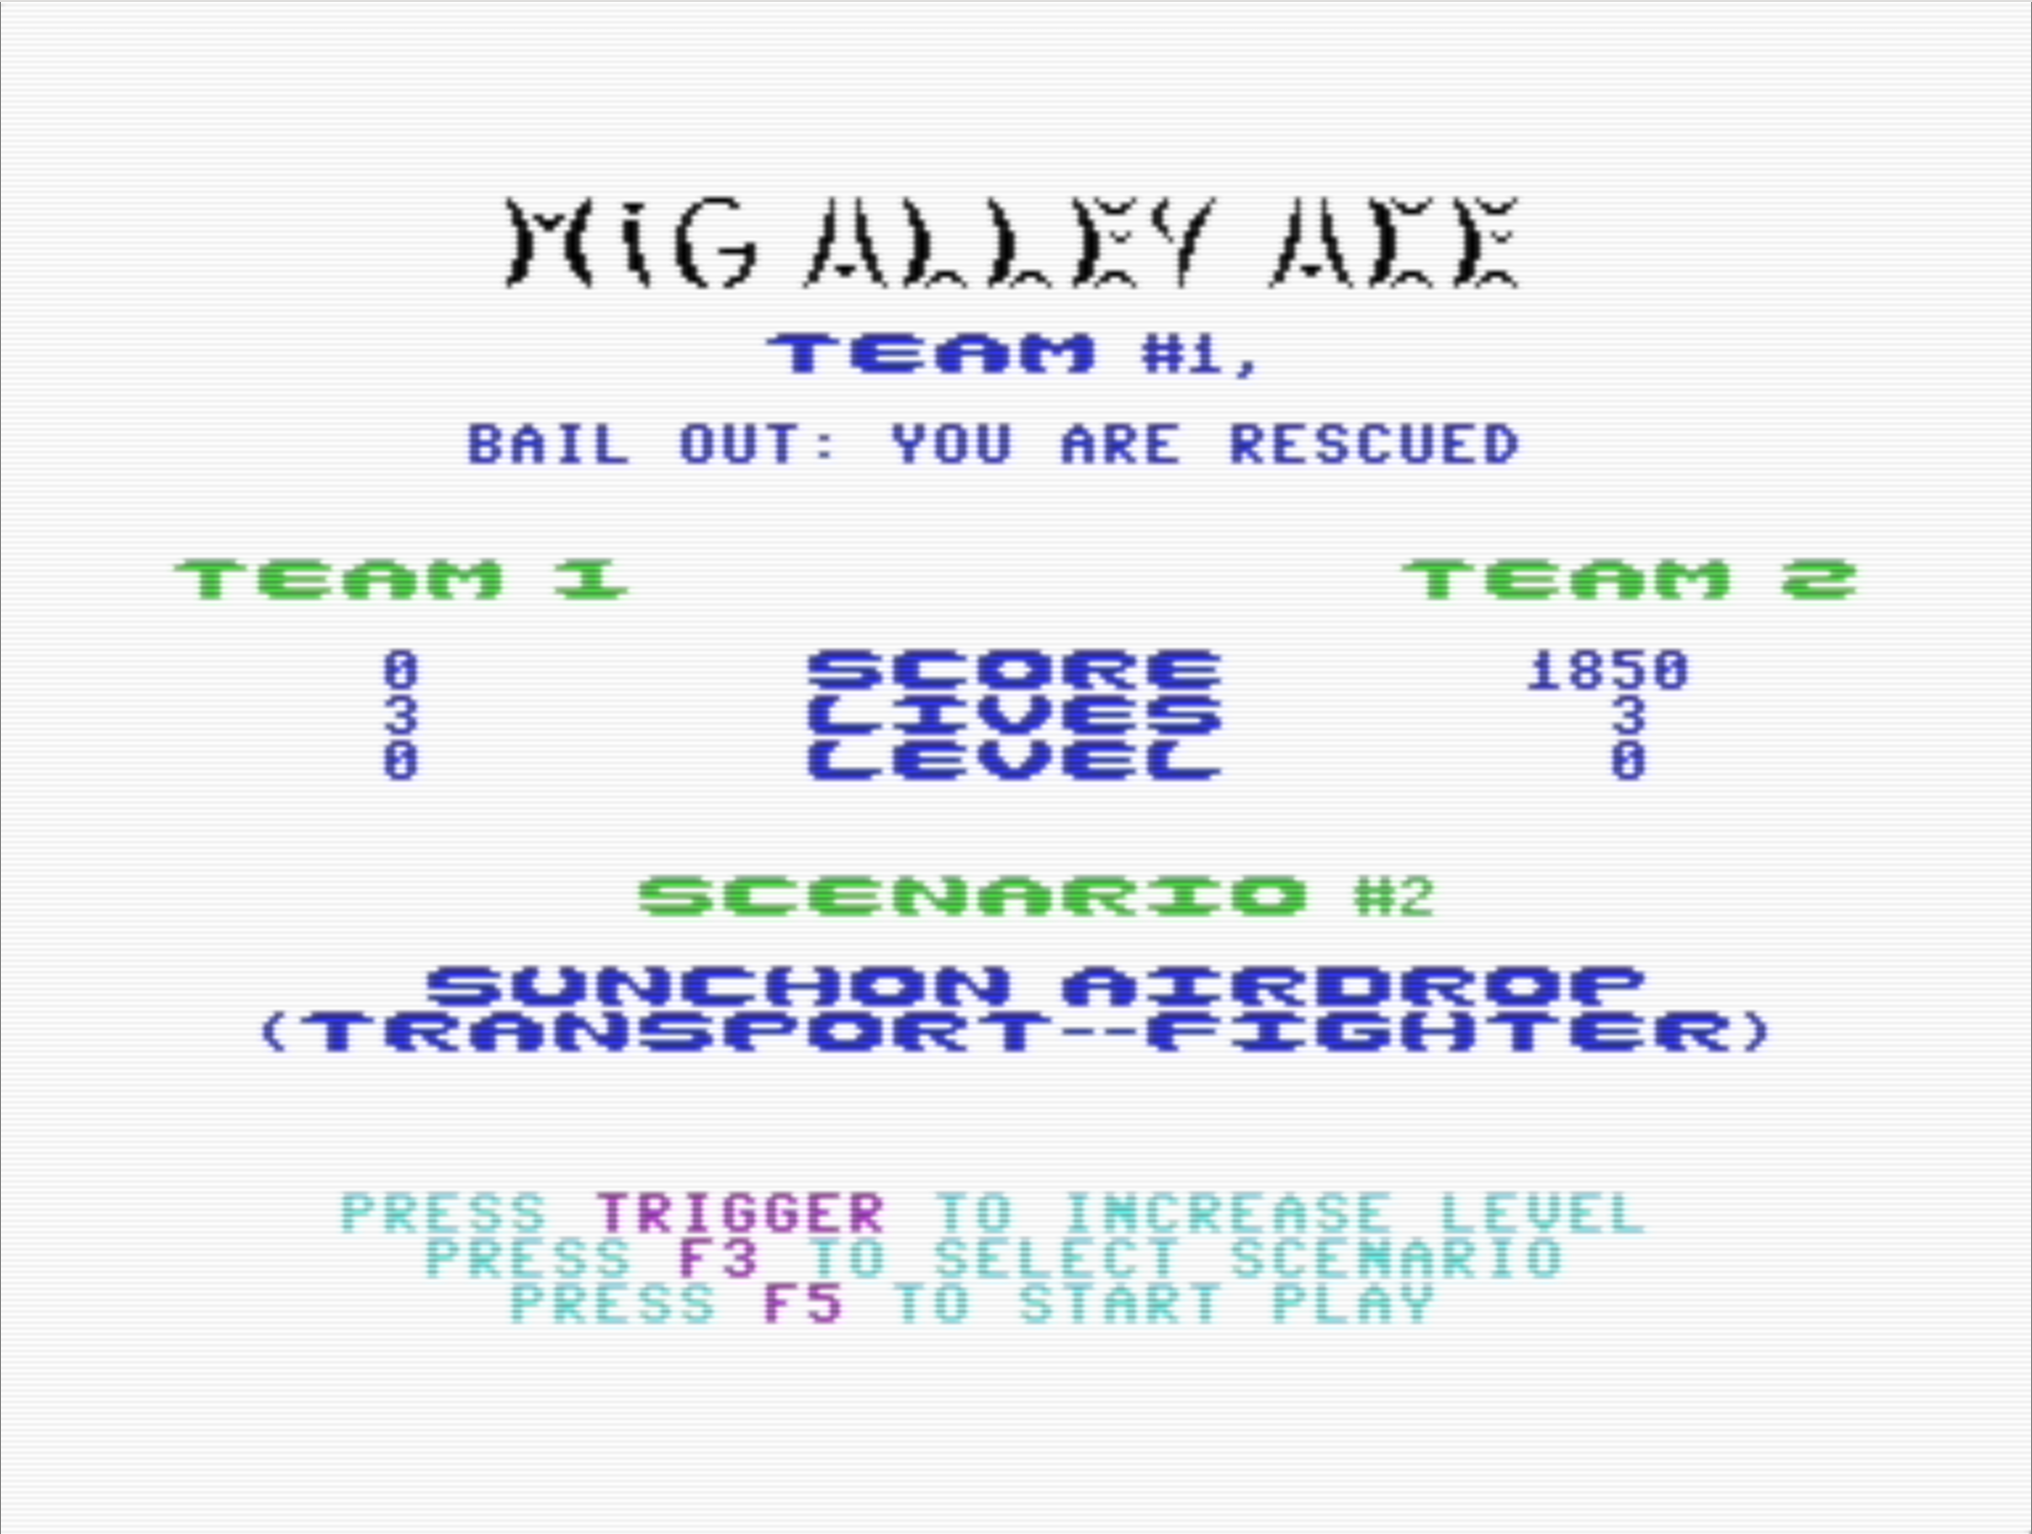 MiG ALLEY ACE
TEAM #1,
BAIL OUT: YOU ARE RESCUED
TEAM 1 TEAM 2
0 SCORE 1850
3 LIVES 3
0 LEVEL 0
SCENARIO #2
SUNCHON AIRDROP
(TRANSPORT--FIGHTER)
PRESS TRIGGER TO INCREASE LEVEL
PRESS F3 TO SELECT SCENARIO
PRESS F5 TO START PLAY